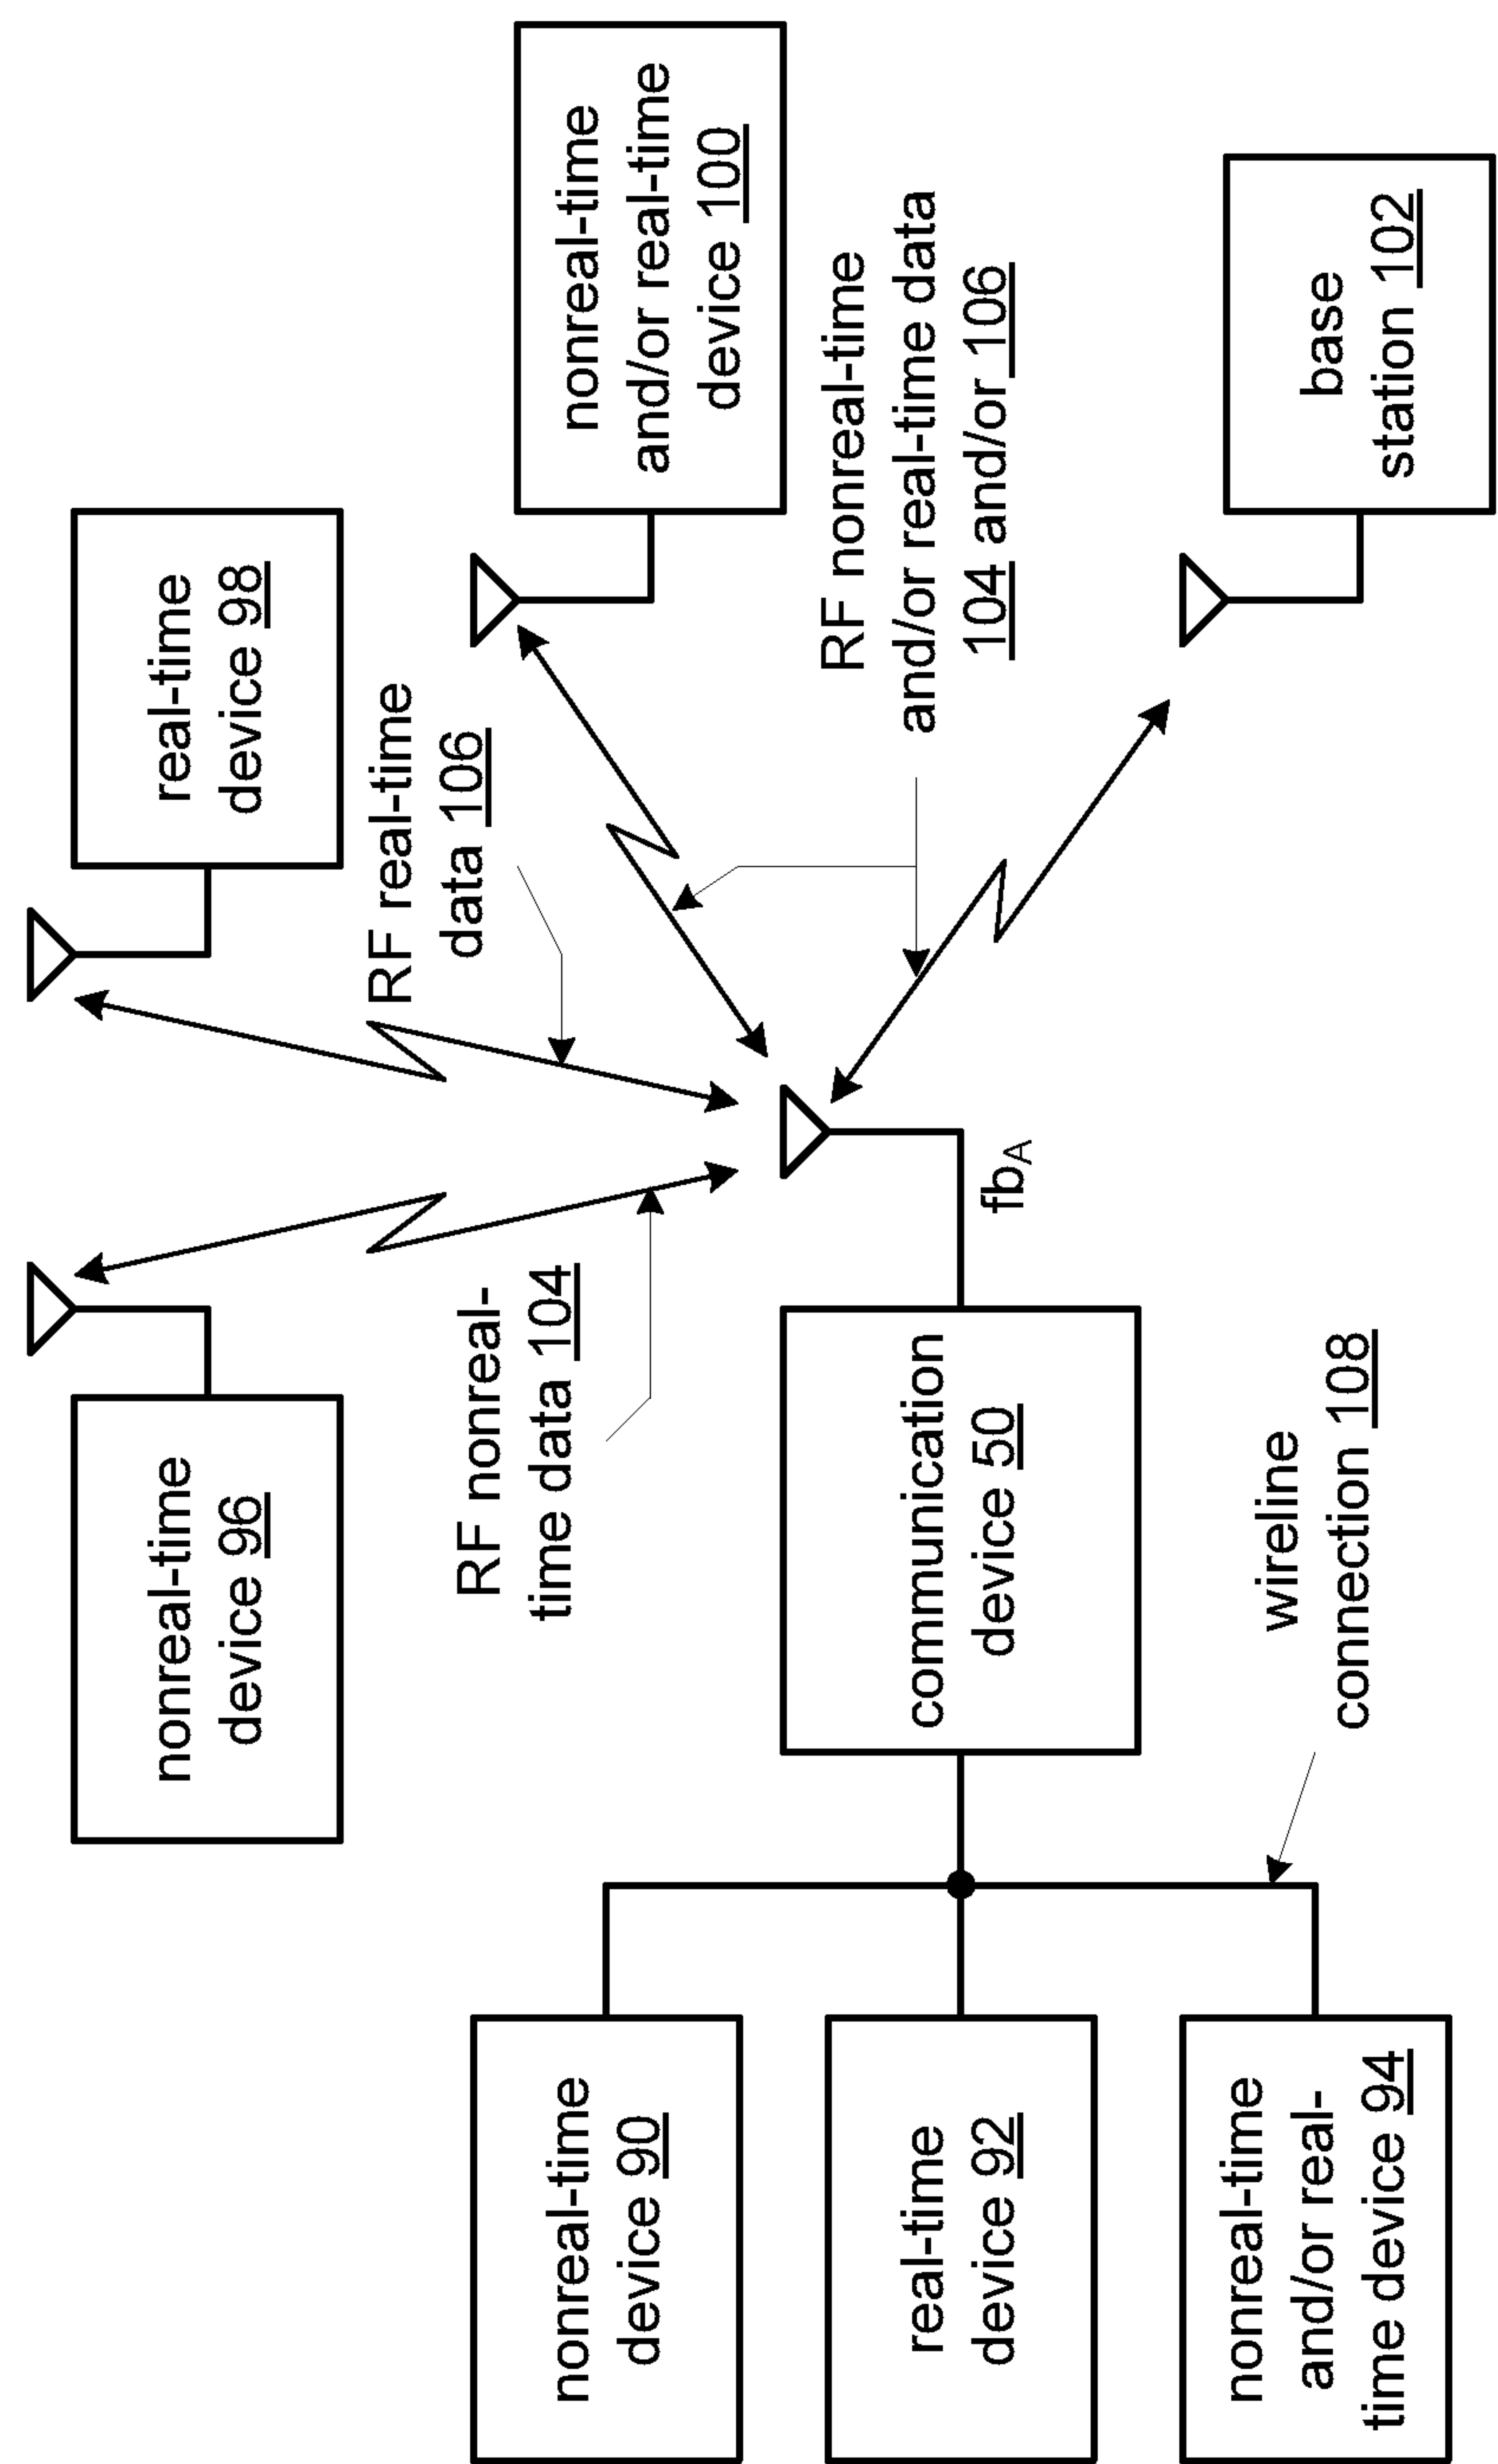 nonreal-time
device 96
real-time
device 98
RF real-time
data 106
RF nonreal-
time data 104
nonreal-time
and/or real-time
device 100
nonreal-time
device 90
communication
device 50
fbA
RF nonreal-time
and/or real-time data
104 and/or 106
real-time
device 92
wireline
connection 108
nonreal-time
and/or real-
time device 94
base
station 102